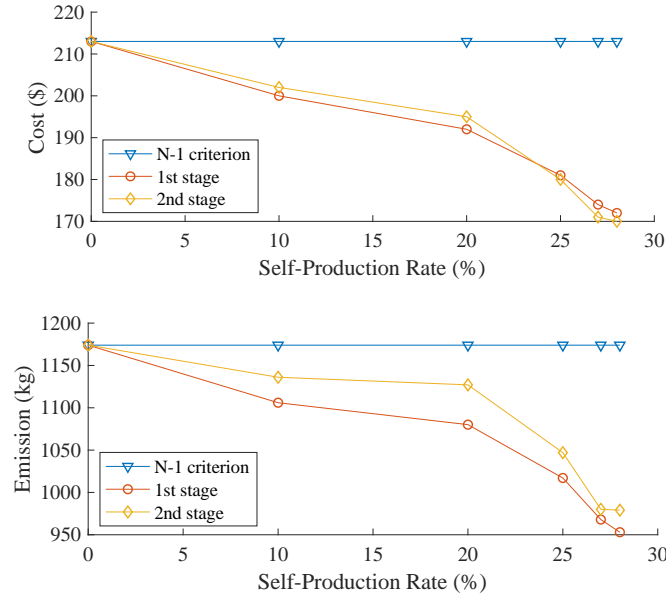 220
210
200
190
180
170
Cost ($)
N-1 criterion
1st stage
2nd stage
0 5 10 15 20 25 30
Self-Production Rate (%)
1200
1150
1100
1050
1000
950
Emission (kg)
N-1 criterion
1st stage
2nd stage
0 5 10 15 20 25 30
Self-Production Rate (%)